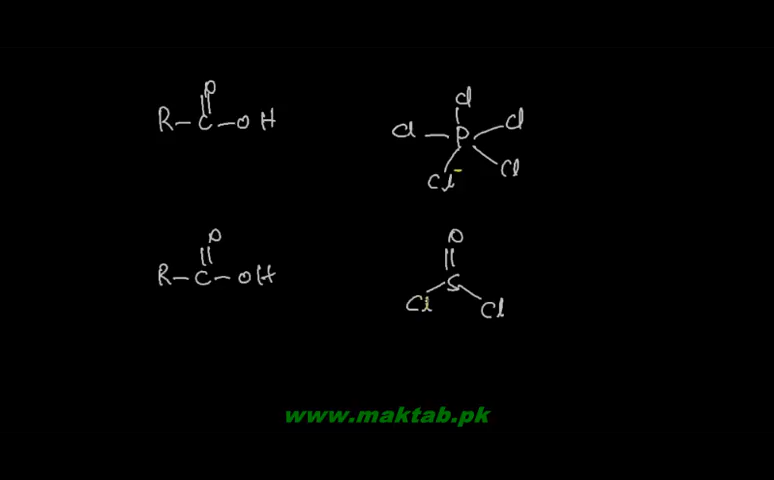 O Cl
R-C-OH Cl-P Cl
Cl Cl
O O
R-C-OH S
Cl Cl
www.maktab.pk